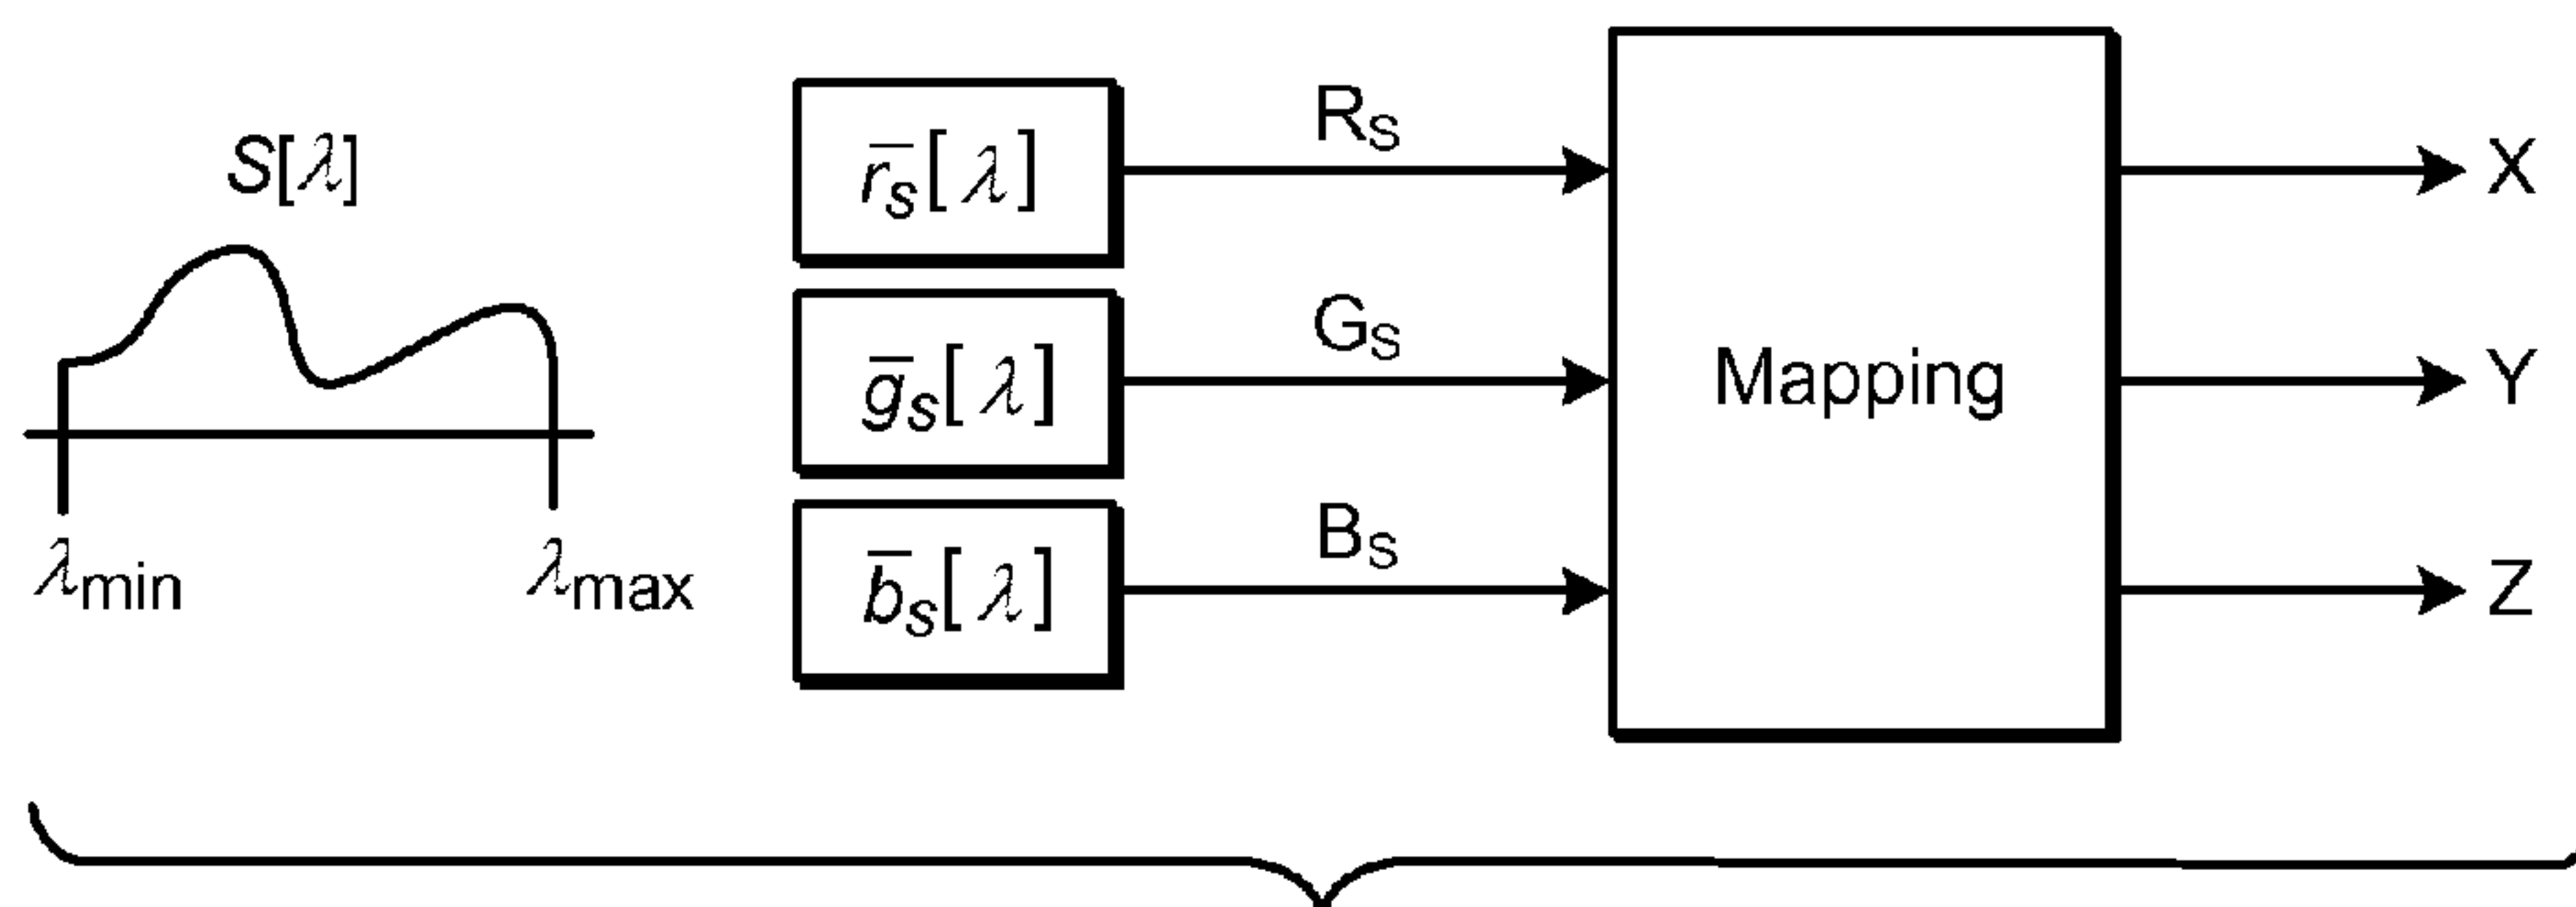 S[λ]
λmin
λmax
r̄s[λ]
ḡs[λ]
b̄s[λ]
RS
GS
BS
Mapping
X
Y
Z